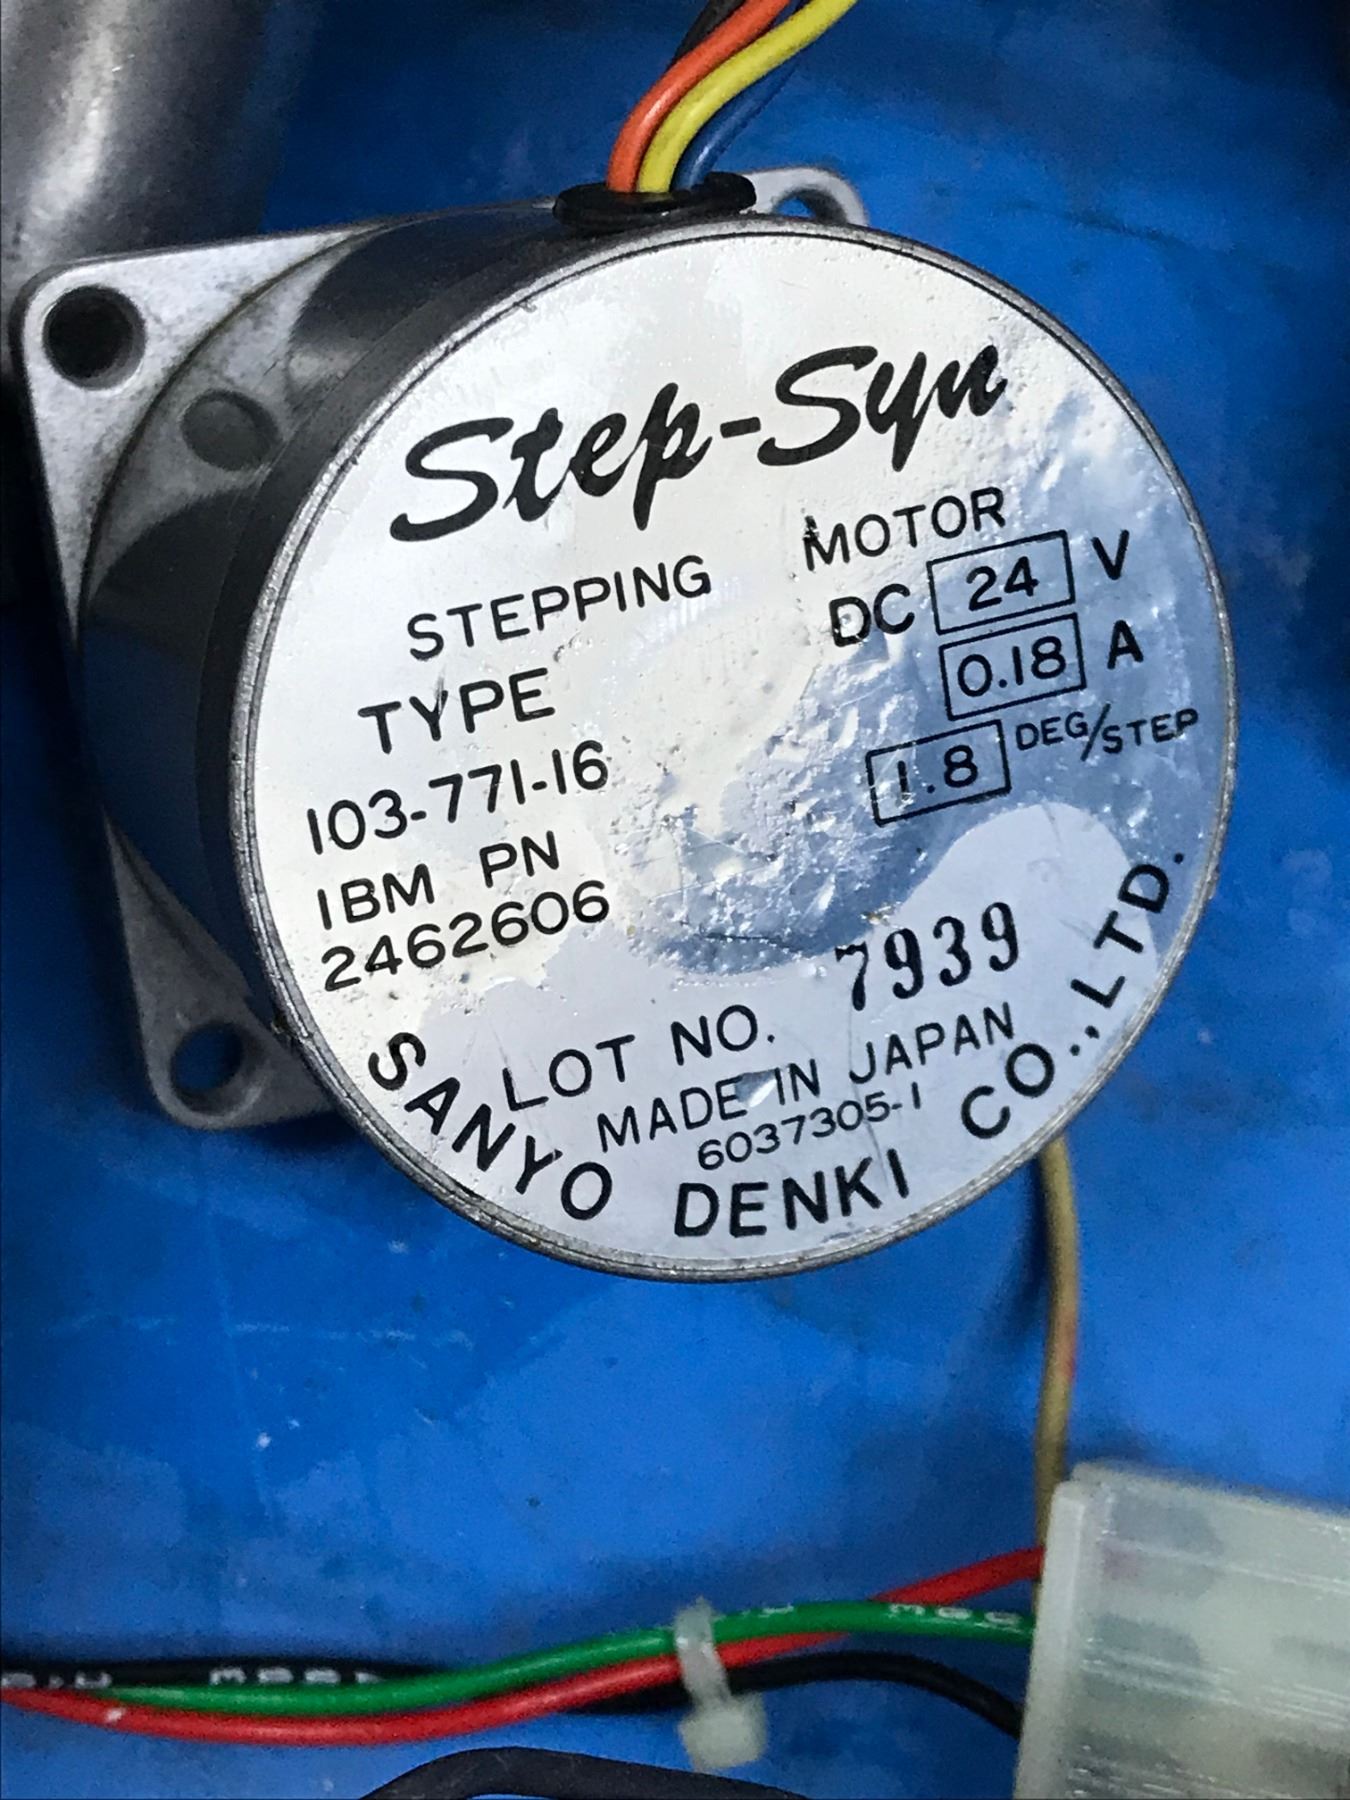 Step-Syn
STEPPING MOTOR
TYPE
103-771-16
IBM PN
2462606
DC 24 V
0.18 A
1.8 DEG/STEP
LOT NO. 7939
MADE IN JAPAN
6037305-1
SANYO DENKI CO., LTD.